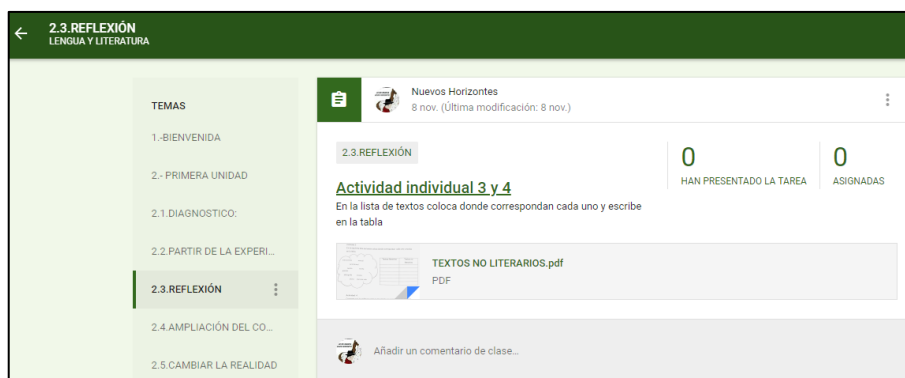 2.3.REFLEXIÓN
LENGUA Y LITERATURA
TEMAS
1.-BIENVENIDA
2.- PRIMERA UNIDAD
2.1.DIAGNOSTICO:
2.2.PARTIR DE LA EXPERI...
2.3.REFLEXIÓN
2.4.AMPLIACIÓN DEL CO...
2.5.CAMBIAR LA REALIDAD
Nuevos Horizontes
8 nov. (Última modificación: 8 nov.)
2.3.REFLEXIÓN
Actividad individual 3 y 4
En la lista de textos coloca donde correspondan cada uno y escribe
en la tabla
0
HAN PRESENTADO LA TAREA
0
ASIGNADAS
TEXTOS NO LITERARIOS.pdf
PDF
Añadir un comentario de clase...